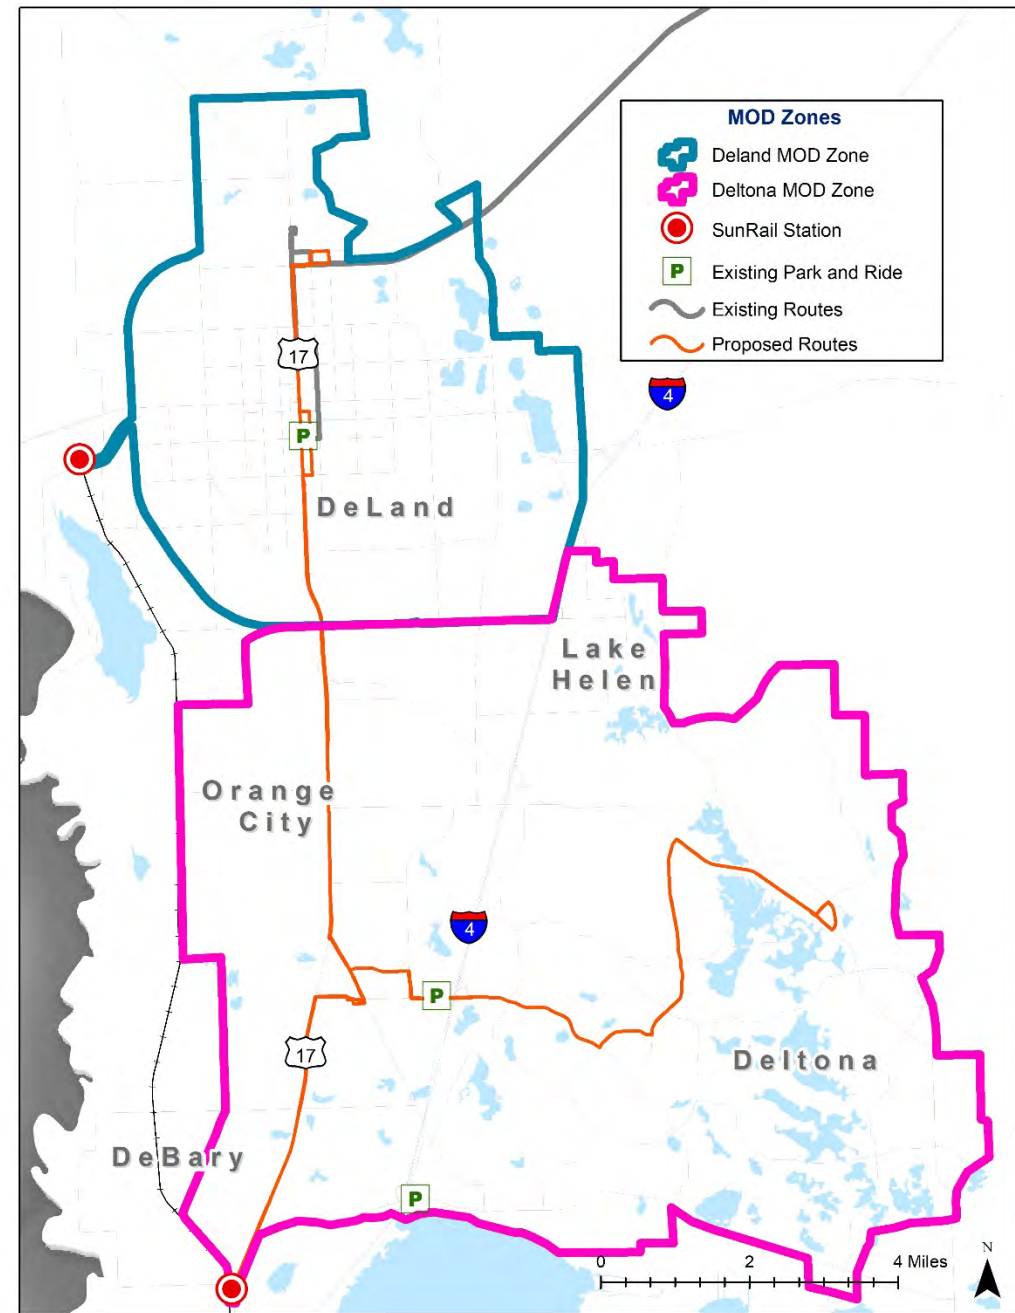 MOD Zones
Deland MOD Zone
Deltona MOD Zone
SunRail Station
P Existing Park and Ride
Existing Routes
Proposed Routes
17
4
P
DeLand
Lake
Helen
Orange
City
4
P
17
Deltona
DeBary
P
0 2 4 Miles
N